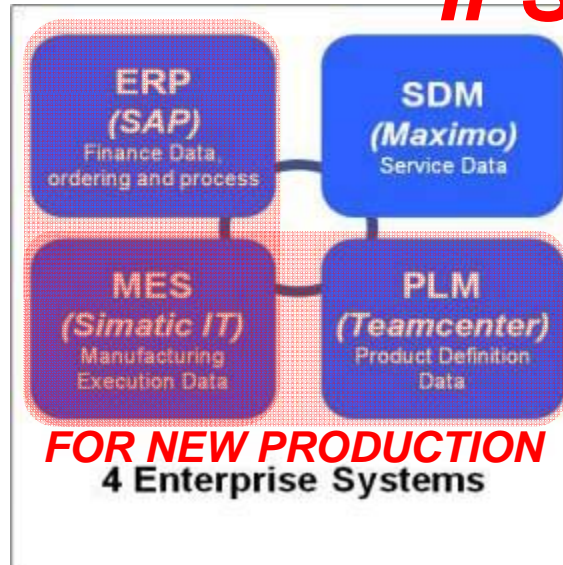 ERP
(SAP)
Finance Data,
ordering and process
SDM
(Maximo)
Service Data
MES
(Simatic IT)
Manufacturing
Execution Data
PLM
(Teamcenter)
Product Definition
Data
FOR NEW PRODUCTION
4 Enterprise Systems